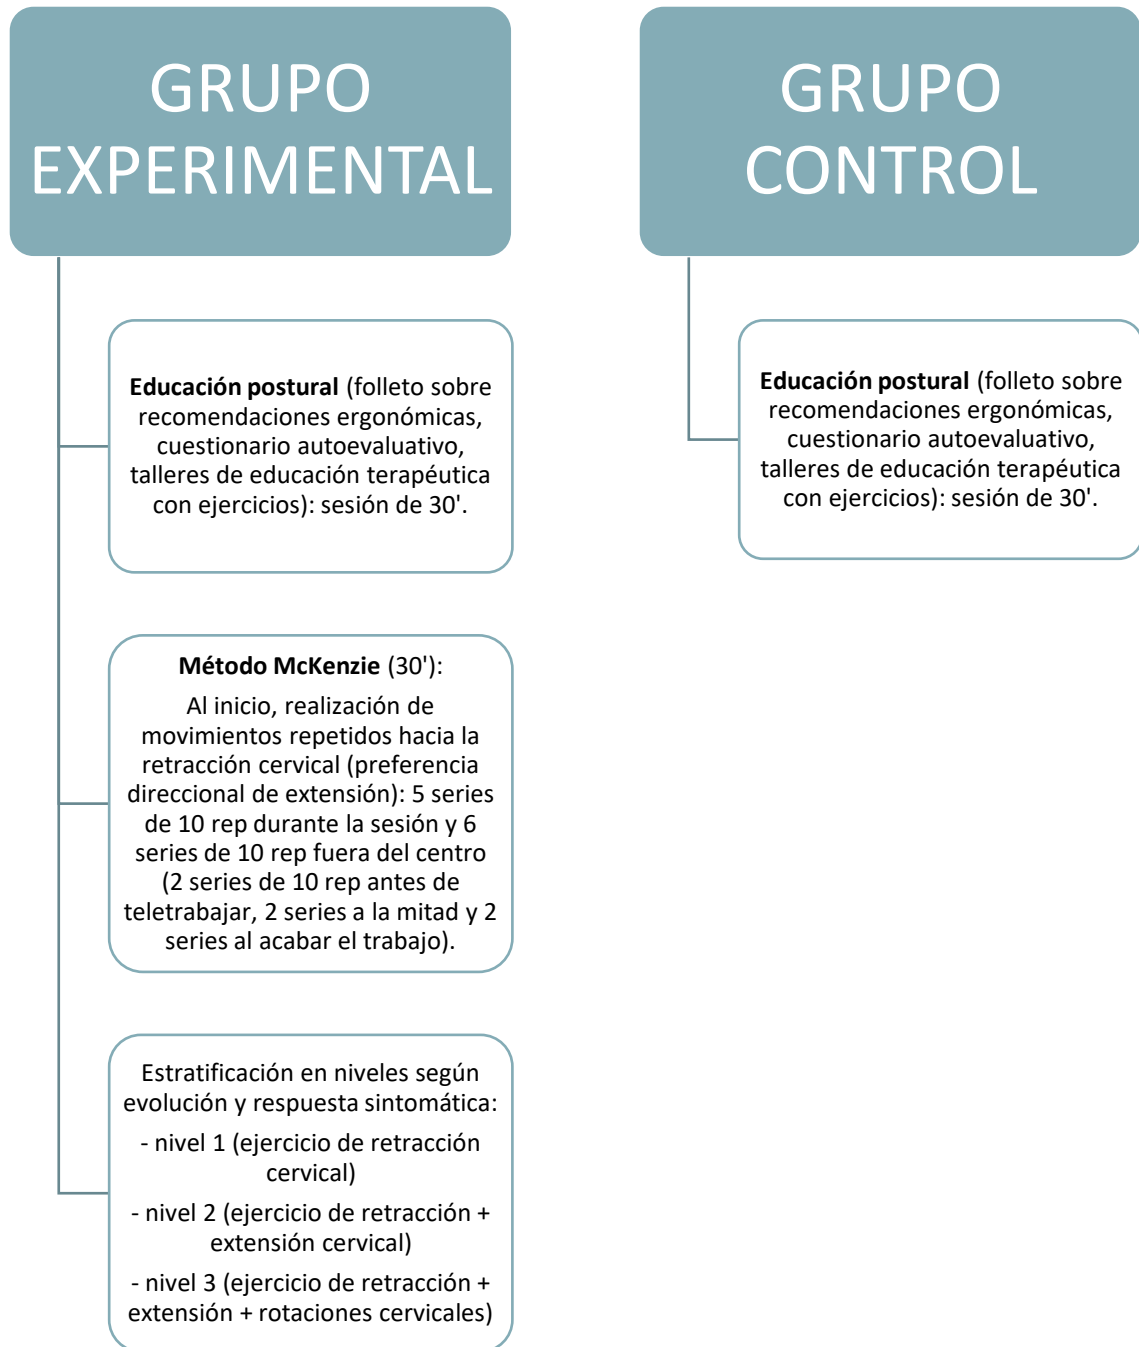 GRUPO
EXPERIMENTAL
Educación postural (folleto sobre
recomendaciones ergonómicas,
cuestionario autoevaluativo,
talleres de educación terapéutica
con ejercicios): sesión de 30'.
Método McKenzie (30'):
Al inicio, realización de
movimientos repetidos hacia la
retracción cervical (preferencia
direccional de extensión): 5 series
de 10 rep durante la sesión y 6
series de 10 rep fuera del centro
(2 series de 10 rep antes de
teletrabajar, 2 series a la mitad y 2
series al acabar el trabajo).
Estratificación en niveles según
evolución y respuesta sintomática:
- nivel 1 (ejercicio de retracción
cervical)
- nivel 2 (ejercicio de retracción +
extensión cervical)
- nivel 3 (ejercicio de retracción +
extensión + rotaciones cervicales)
GRUPO
CONTROL
Educación postural (folleto sobre
recomendaciones ergonómicas,
cuestionario autoevaluativo,
talleres de educación terapéutica
con ejercicios): sesión de 30'.